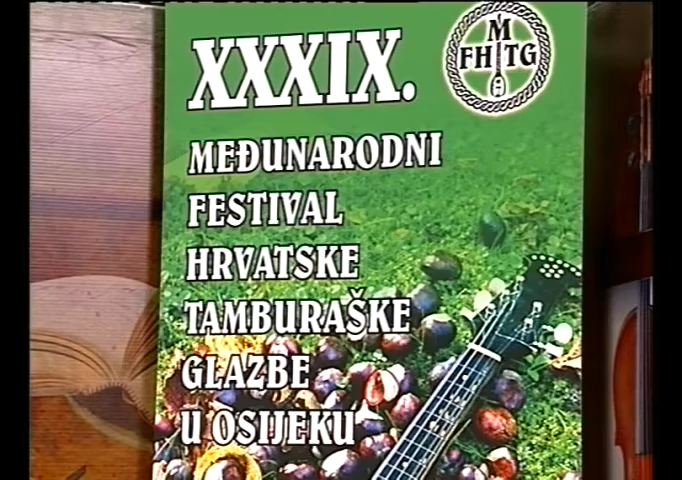 M
FH TG
XXXIX.
MEĐUNARODNI
FESTIVAL
HRVATSKE
TAMBURAŠKE
GLAZBE
U OSIJEKU